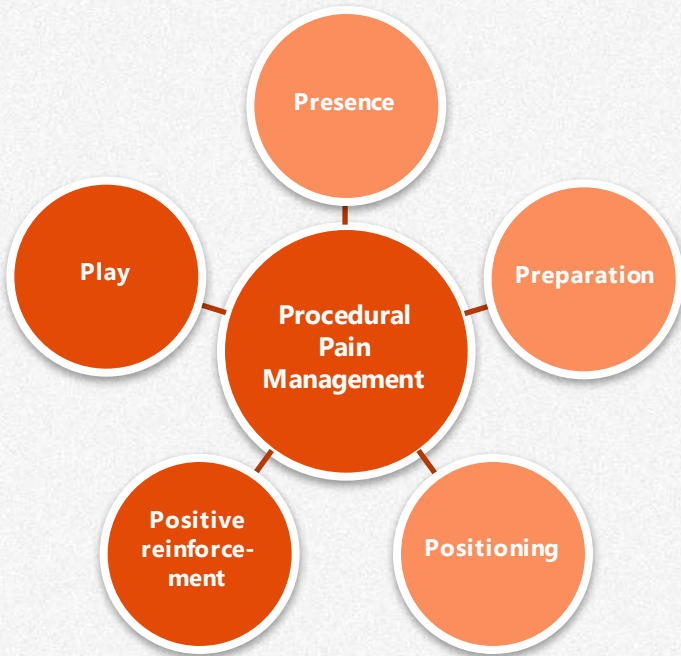 Presence
Play
Preparation
Procedural
Pain
Management
Positive
reinforce-
ment
Positioning